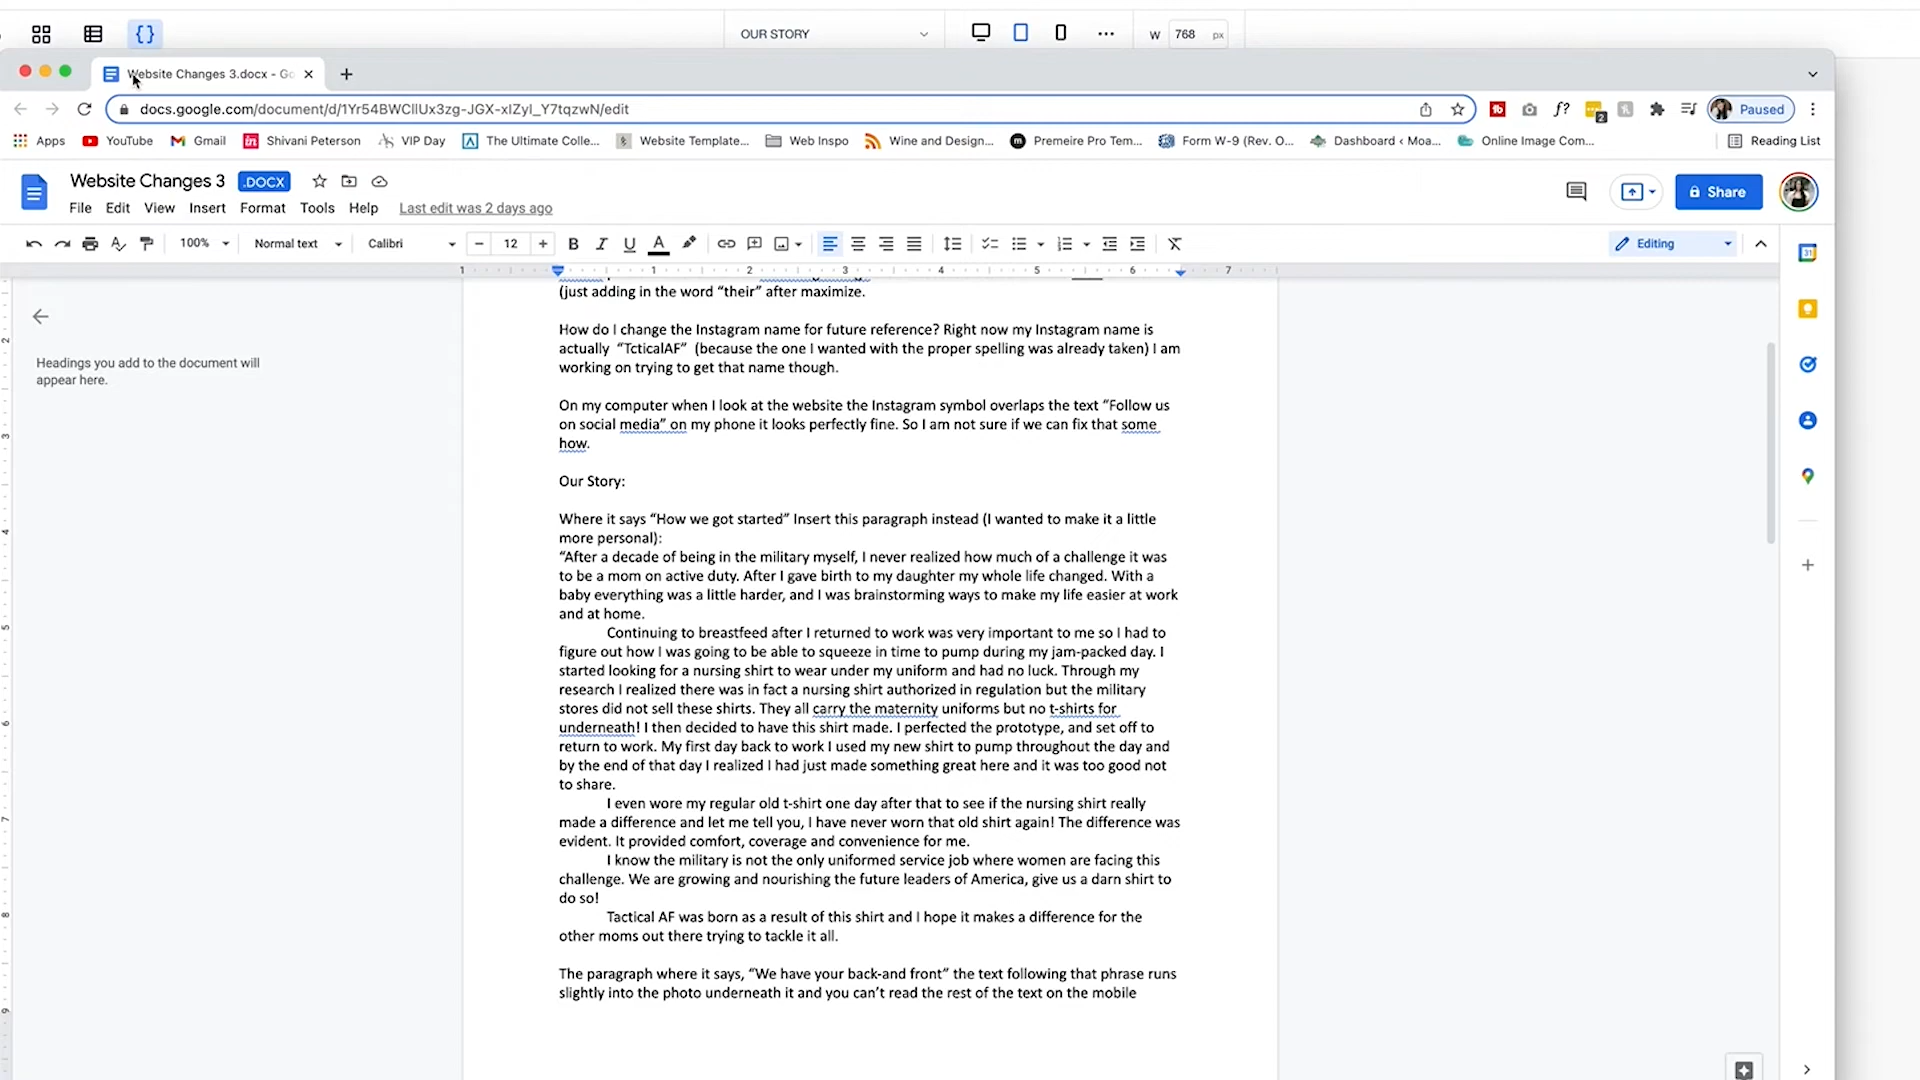 OUR STORY
W 768 px
Website Changes 3.docx - Go
docs.google.com/document/d/1Yr54BWCllUx3zg-JGX-xIZyI_Y7tqzwN/edit
Paused
Apps YouTube Gmail Shivani Peterson VIP Day The Ultimate Colle... Website Template... Web Inspo Wine and Design... Premeire Pro Tem... Form W-9 (Rev. O... Dashboard ‹ Moa... Online Image Com... Reading List
Website Changes 3 .DOCX
File Edit View Insert Format Tools Help Last edit was 2 days ago
Share
100% Normal text Calibri 12 Editing
1 1 2 3 4 5 6 7
Headings you add to the document will
appear here.
(just adding in the word “their” after maximize.
How do I change the Instagram name for future reference? Right now my Instagram name is
actually “TcticalAF” (because the one I wanted with the proper spelling was already taken) I am
working on trying to get that name though.
On my computer when I look at the website the Instagram symbol overlaps the text “Follow us
on social media” on my phone it looks perfectly fine. So I am not sure if we can fix that some
how.
Our Story:
Where it says “How we got started” Insert this paragraph instead (I wanted to make it a little
more personal):
“After a decade of being in the military myself, I never realized how much of a challenge it was
to be a mom on active duty. After I gave birth to my daughter my whole life changed. With a
baby everything was a little harder, and I was brainstorming ways to make my life easier at work
and at home.
Continuing to breastfeed after I returned to work was very important to me so I had to
figure out how I was going to be able to squeeze in time to pump during my jam-packed day. I
started looking for a nursing shirt to wear under my uniform and had no luck. Through my
research I realized there was in fact a nursing shirt authorized in regulation but the military
stores did not sell these shirts. They all carry the maternity uniforms but no t-shirts for
underneath! I then decided to have this shirt made. I perfected the prototype, and set off to
return to work. My first day back to work I used my new shirt to pump throughout the day and
by the end of that day I realized I had just made something great here and it was too good not
to share.
I even wore my regular old t-shirt one day after that to see if the nursing shirt really
made a difference and let me tell you, I have never worn that old shirt again! The difference was
evident. It provided comfort, coverage and convenience for me.
I know the military is not the only uniformed service job where women are facing this
challenge. We are growing and nourishing the future leaders of America, give us a darn shirt to
do so!
Tactical AF was born as a result of this shirt and I hope it makes a difference for the
other moms out there trying to tackle it all.
The paragraph where it says, “We have your back-and front” the text following that phrase runs
slightly into the photo underneath it and you can’t read the rest of the text on the mobile